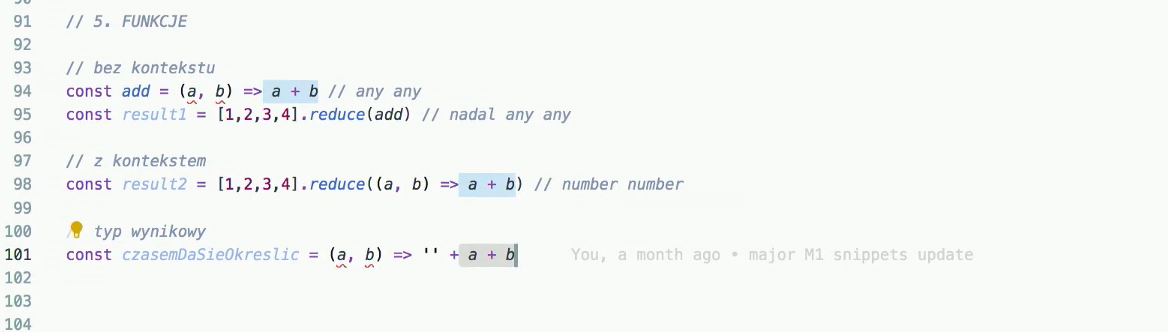 91 // 5. FUNKCJE
92
93 // bez kontekstu
94 const add = (a, b) => a + b // any any
95 const result1 = [1,2,3,4].reduce(add) // nadal any any
96
97 // z kontekstem
98 const result2 = [1,2,3,4].reduce((a, b) => a + b) // number number
99
100 / typ wynikowy
101 const czasemDaSieOkreslic = (a, b) => '' + a + b You, a month ago • major M1 snippets update
102
103
104